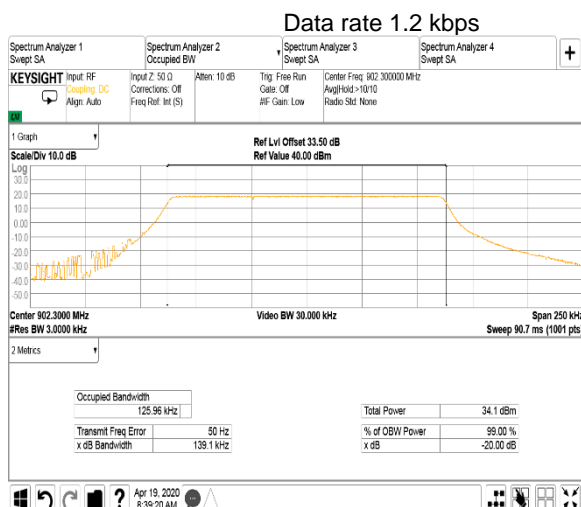 Data rate 1.2 kbps
Spectrum Analyzer 1 Spectrum Analyzer 2 Spectrum Analyzer 3 Spectrum Analyzer 4
Swept SA Occupied BW Swept SA Swept SA
+
KEYSIGHT Input: RF Input Z: 50 Ω Atten: 10 dB Trig: Free Run Center Freq: 902.300000 MHz
Coupling: DC Corrections: Off Gate: Off Avg|Hold:>10/10
Align: Auto Freq Ref: Int (S) #IF Gain: Low Radio Std: None
1 Graph
Ref Lvl Offset 33.50 dB
Scale/Div 10.0 dB Ref Value 40.00 dBm
Log
30.0
20.0
10.0
0.00
-10.0
-20.0
-30.0
-40.0
-50.0
Center 902.3000 MHz Video BW 30.000 kHz Span 250 kHz
#Res BW 3.0000 kHz Sweep 90.7 ms (1001 pts)
2 Metrics
Occupied Bandwidth
125.96 kHz Total Power 34.1 dBm
Transmit Freq Error 50 Hz % of OBW Power 99.00 %
x dB Bandwidth 139.1 kHz x dB -20.00 dB
? Apr 19, 2020
8:39:20 AM